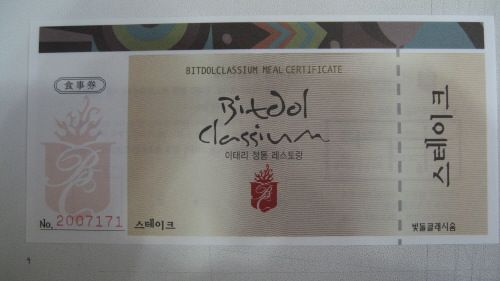 BITDOLCLASSIUM MEAL CERTIFICATE
食事券
Bitdol
Classium
이태리 정통 레스토랑
B C
No. 2007171
스테이크
스테이크
빛돌클래시움